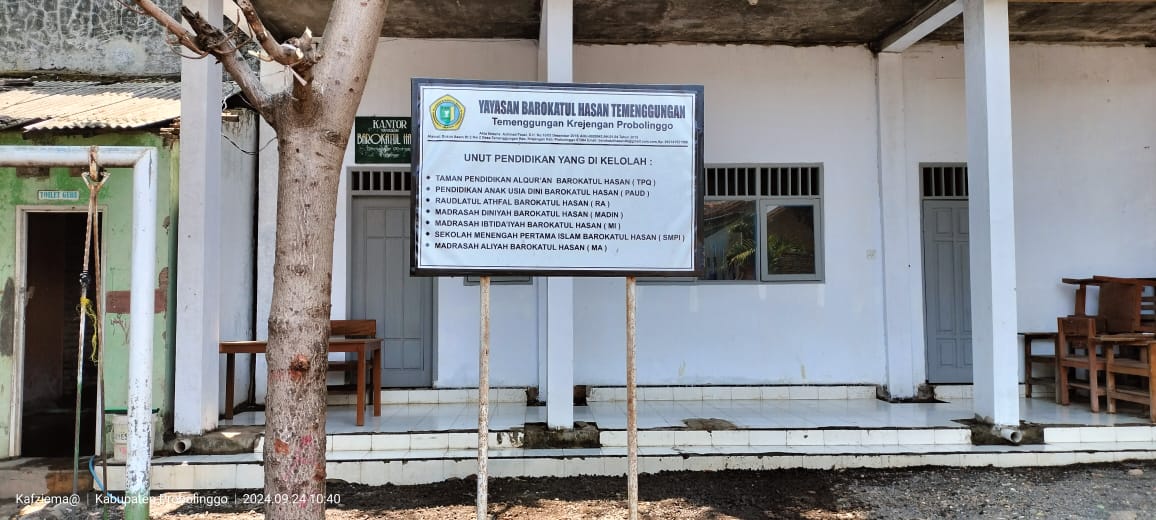 YAYASAN BAROKATUL HASAN TEMENGGUNGAN
Temenggungan Krejengan Probolinggo
UNUT PENDIDIKAN YANG DI KELOLAH :
• TAMAN PENDIDIKAN ALQUR'AN BAROKATUL HASAN ( TPQ )
• PENDIDIKAN ANAK USIA DINI BAROKATUL HASAN ( PAUD )
• RAUDLATUL ATHFAL BAROKATUL HASAN ( RA )
• MADRASAH DINIYAH BAROKATUL HASAN ( MADIN )
• MADRASAH IBTIDA'IYAH BAROKATUL HASAN ( MI )
• SEKOLAH MENENGAH PERTAMA ISLAM BAROKATUL HASAN ( SMPI )
• MADRASAH ALIYAH BAROKATUL HASAN ( MA )
KANTOR
BAROKATUL HA
TOILET GURU
Kafziema@ | Kabupaten Probolinggo | 2024.09.24 10:40